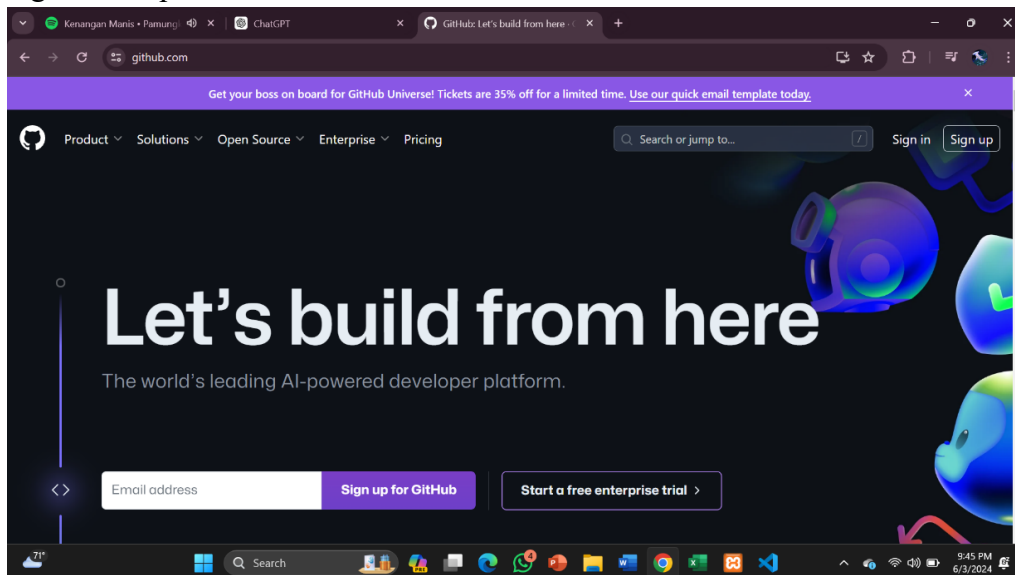 Kenangan Manis • Pamung
ChatGPT
GitHub: Let's build from here ·
github.com
Get your boss on board for GitHub Universe! Tickets are 35% off for a limited time. Use our quick email template today.
Product
Solutions
Open Source
Enterprise
Pricing
Search or jump to...
/
Sign in
Sign up
Let's build from here
The world's leading AI-powered developer platform.
Email address
Sign up for GitHub
Start a free enterprise trial
71°
Search
PRE
4
9:45 PM
6/3/2024